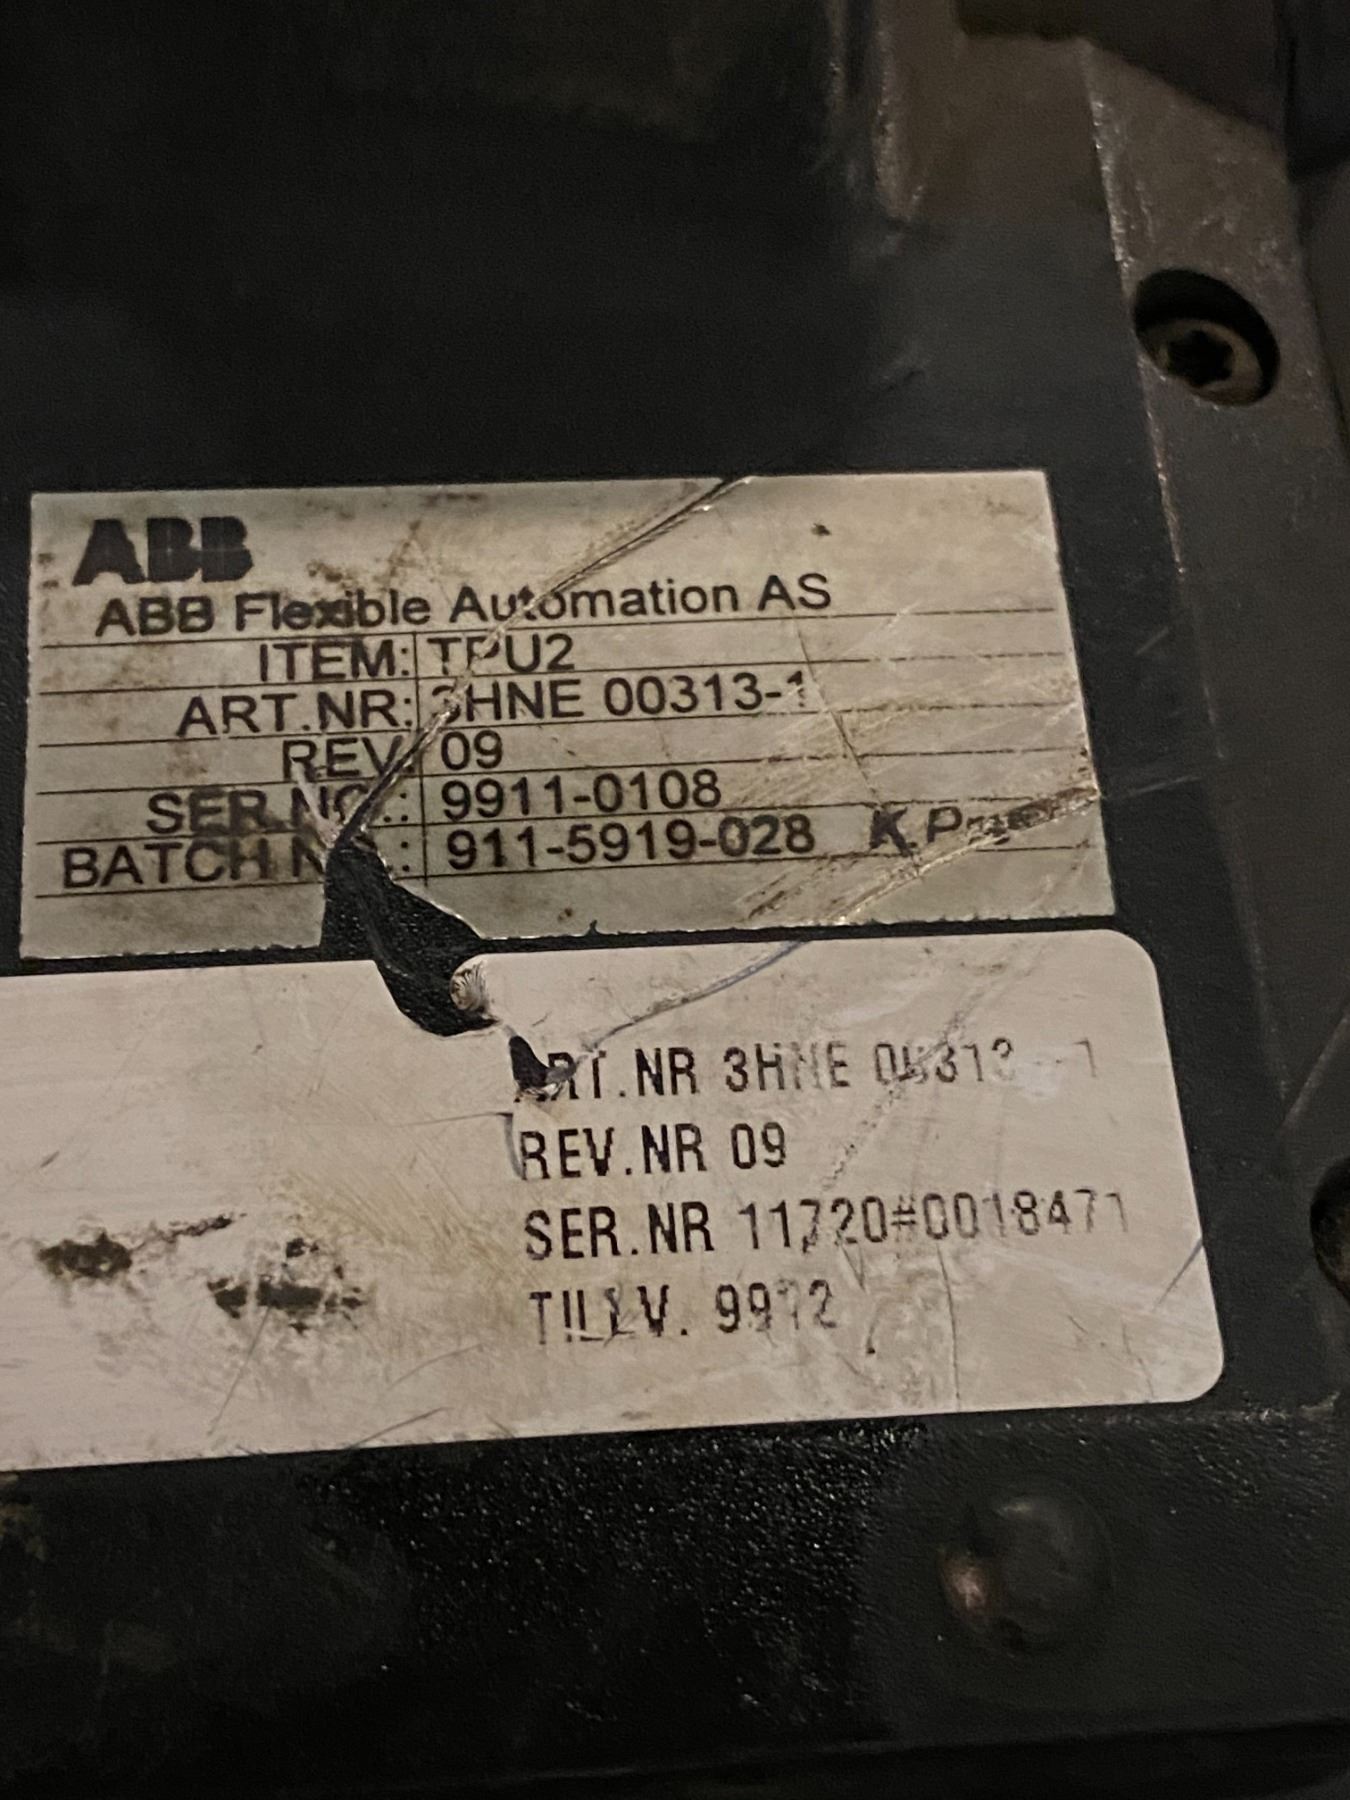 ABB
ABB Flexible Automation AS
ITEM: TPU2
ART.NR: 3HNE 00313-1
REV: 09
SER.NO.: 9911-0108
BATCH NO.: 911-5919-028 K.
ART.NR 3HNE 00313-1
REV.NR 09
SER.NR 11720#0018471
TILLV. 9912